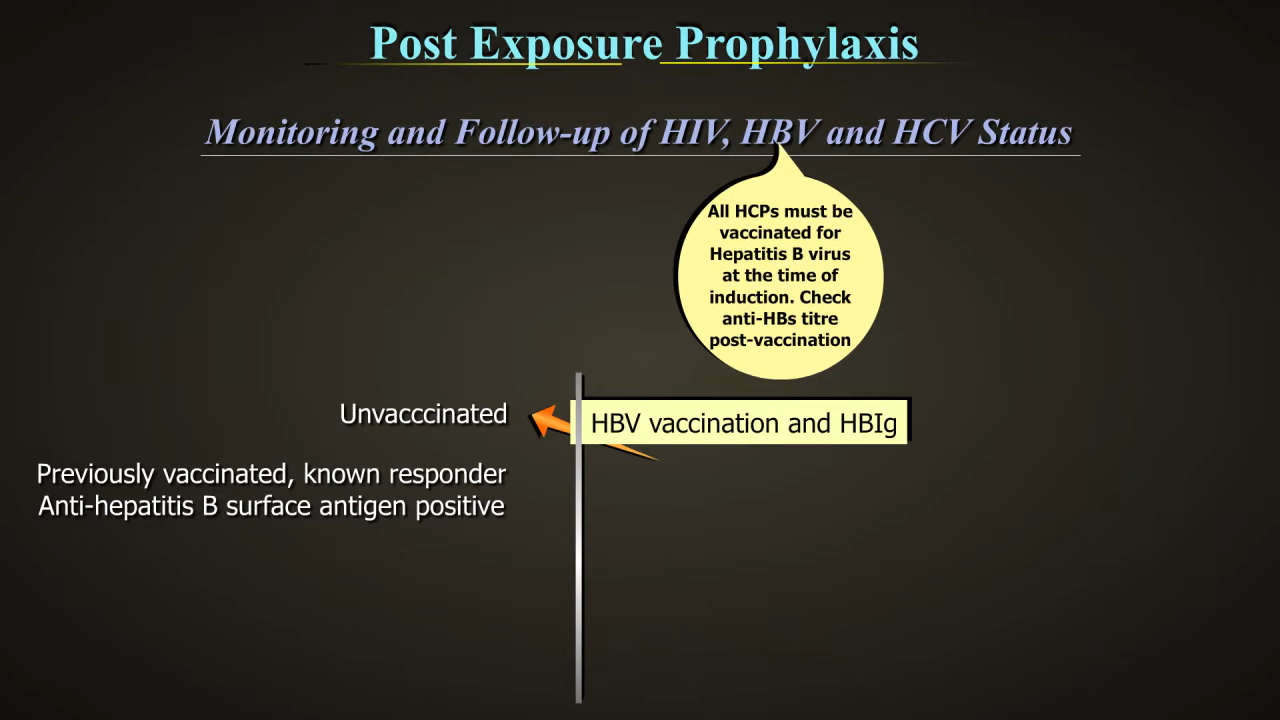 Post Exposure Prophylaxis
Monitoring and Follow-up of HIV, HBV and HCV Status
All HCPs must be
vaccinated for
Hepatitis B virus
at the time of
induction. Check
anti-HBs titre
post-vaccination
Unvacccinated
HBV vaccination and HBIg
Previously vaccinated, known responder
Anti-hepatitis B surface antigen positive